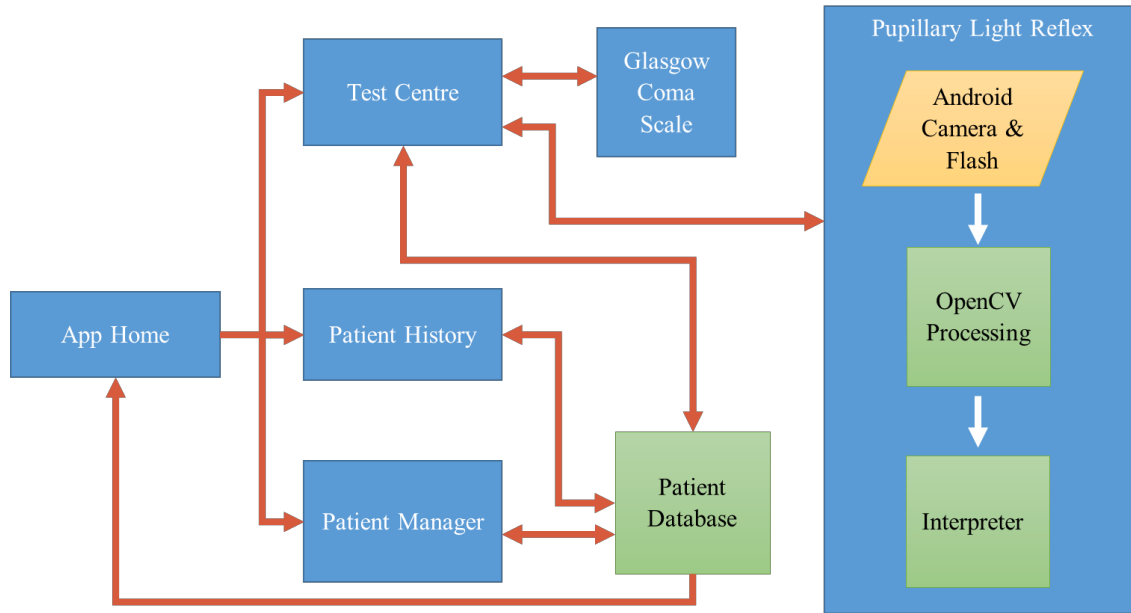 Pupillary Light Reflex
Test Centre
Glasgow
Coma
Scale
Android
Camera &
Flash
OpenCV
Processing
App Home
Patient History
Patient Manager
Patient
Database
Interpreter